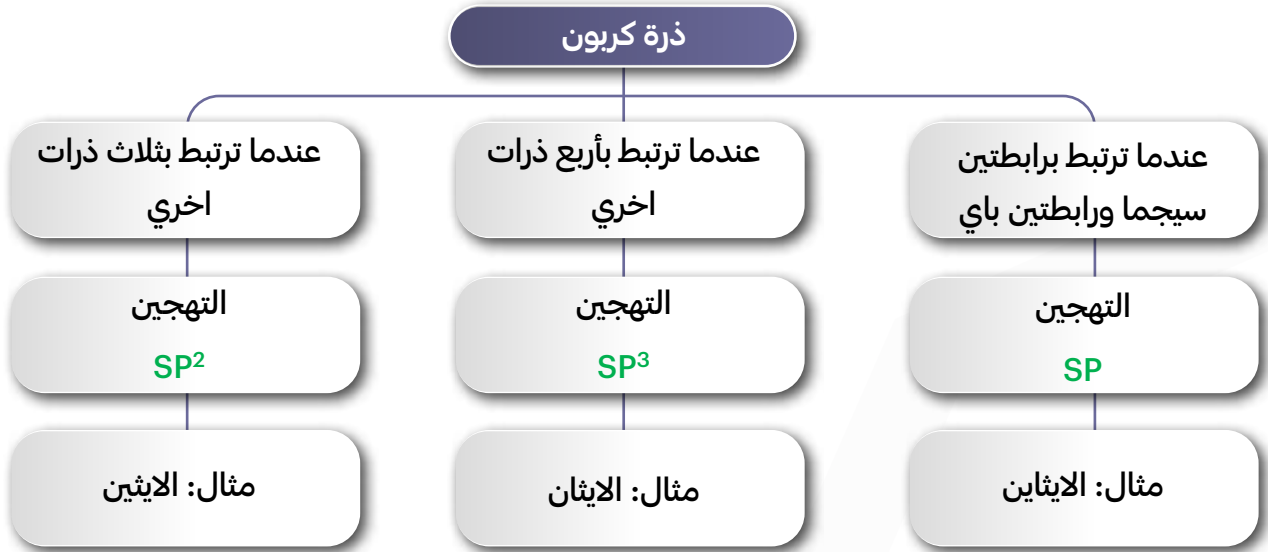 ذرة كربون
عندما ترتبط برابطتين
سيجما ورابطتين باي
التهجين
SP
مثال: الايثاين
عندما ترتبط بأربع ذرات
اخري
التهجين
SP³
مثال: الايثان
عندما ترتبط بثلاث ذرات
اخري
التهجين
SP²
مثال: الايثين